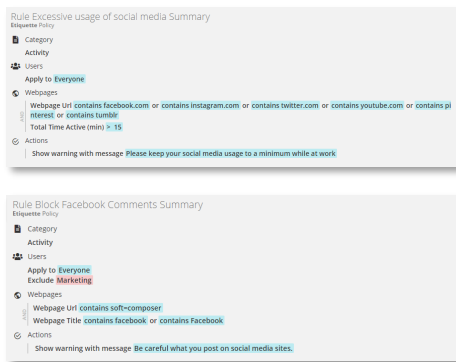 Rule Excessive usage of social media Summary
Etiquette Policy
Category
Activity
Users
Apply to Everyone
Webpages
Webpage Url contains facebook.com or contains instagram.com or contains twitter.com or contains youtube.com or contains pi
nterest or contains tumblr
AND
Total Time Active (min) > 15
Actions
Show warning with message Please keep your social media usage to a minimum while at work
Rule Block Facebook Comments Summary
Etiquette Policy
Category
Activity
Users
Apply to Everyone
Exclude Marketing
Webpages
Webpage Url contains soft=composer
AND
Webpage Title contains facebook or contains Facebook
Actions
Show warning with message Be careful what you post on social media sites.